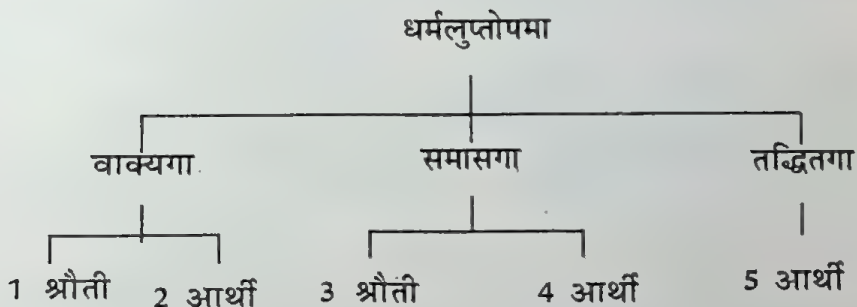 धर्मलुप्तोपमा
वाक्यगा समासगा तद्धितगा
1 श्रौती 2 आर्थी 3 श्रौती 4 आर्थी 5 आर्थी